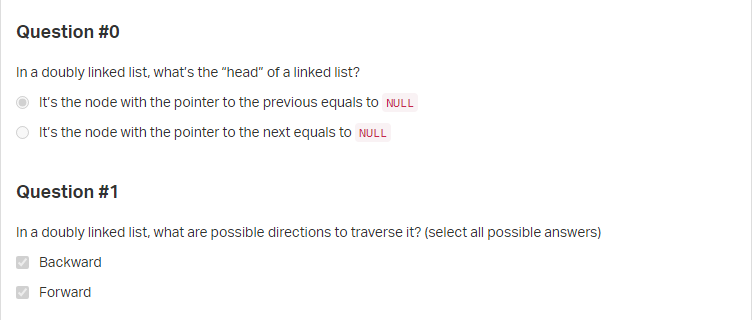 Question #0
In a doubly linked list, what's the “head” of a linked list?
It's the node with the pointer to the previous equals to NULL
It's the node with the pointer to the next equals to NULL
Question #1
In a doubly linked list, what are possible directions to traverse it? (select all possible answers)
Backward
Forward